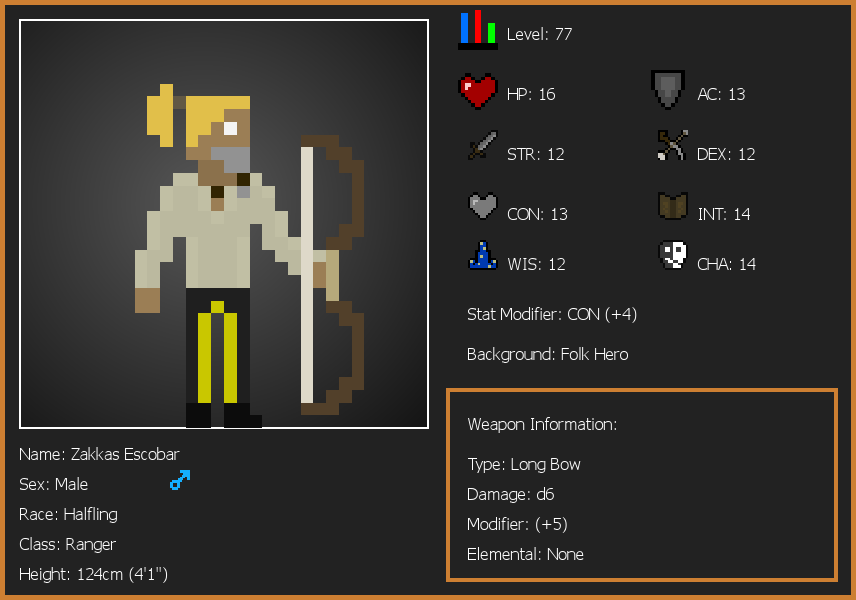 Level: 77
HP: 16
AC: 13
STR: 12
DEX: 12
CON: 13
INT: 14
WIS: 12
CHA: 14
Stat Modifier: CON (+4)
Background: Folk Hero
Weapon Information:
Type: Long Bow
Damage: d6
Modifier: (+5)
Elemental: None
Name: Zakkas Escobar
Sex: Male
Race: Halfling
Class: Ranger
Height: 124cm (4'1")